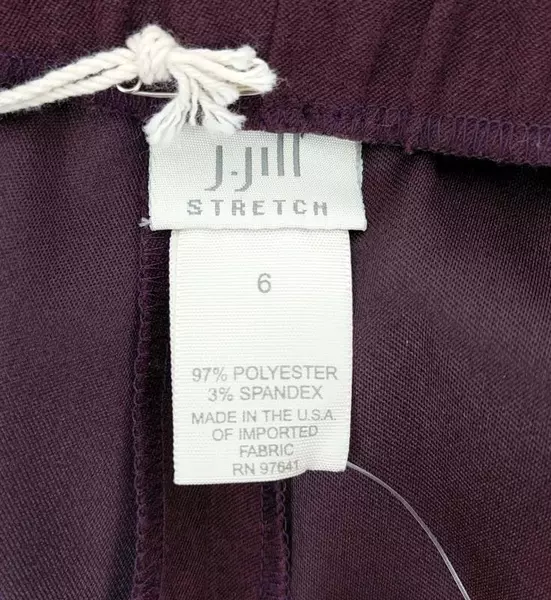 J.Jill
STRETCH
6
97% POLYESTER
3% SPANDEX
MADE IN THE U.S.A.
OF IMPORTED
FABRIC
RN 97641